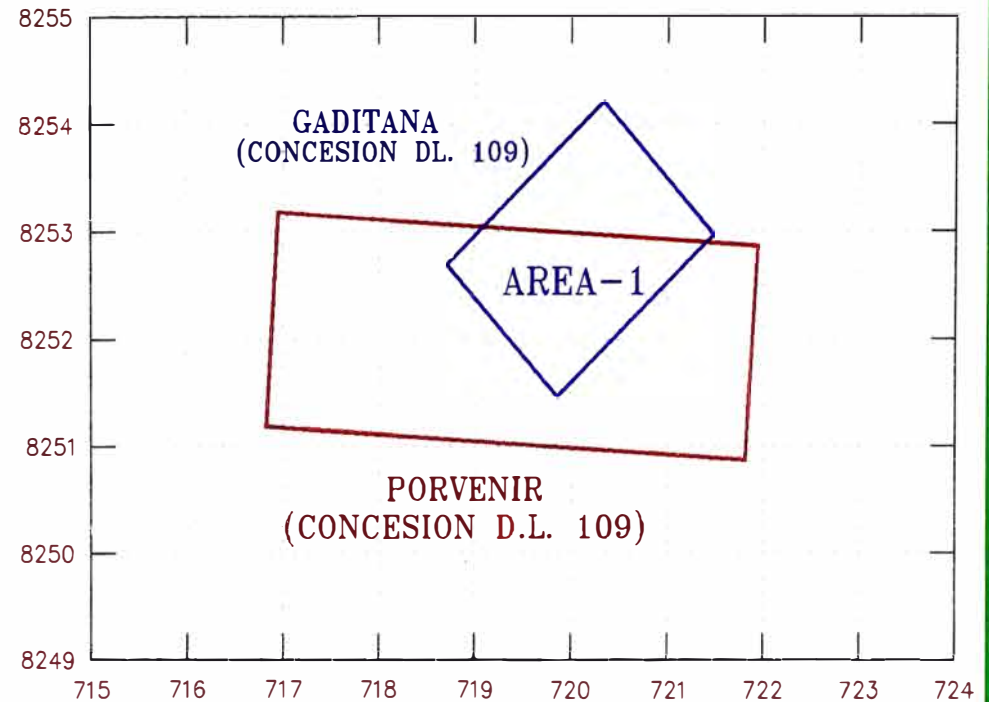 8255
8254
GADITANA
(CONCESION DL. 109)
8253
AREA-1
8252
8251
PORVENIR
(CONCESION D.L. 109)
8250
8249
715 716 717 718 719 720 721 722 723 724